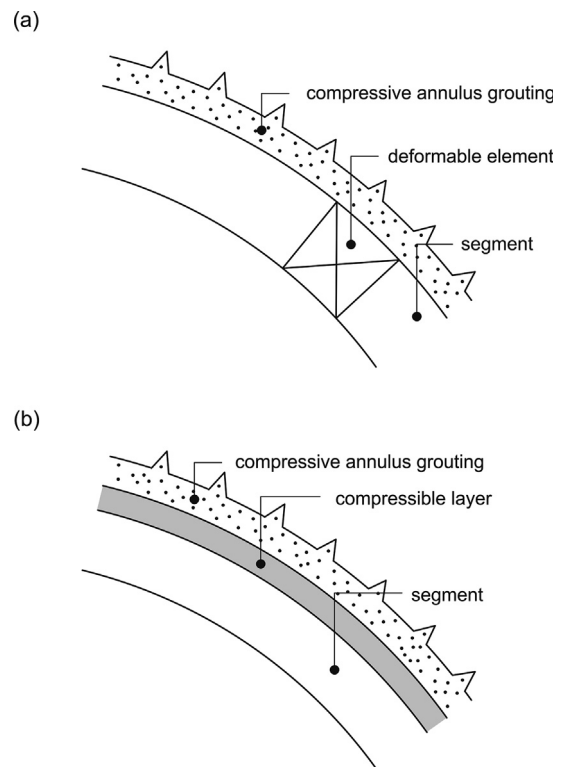 (a)
compressive annulus grouting
deformable element
segment
(b)
compressive annulus grouting
compressible layer
segment